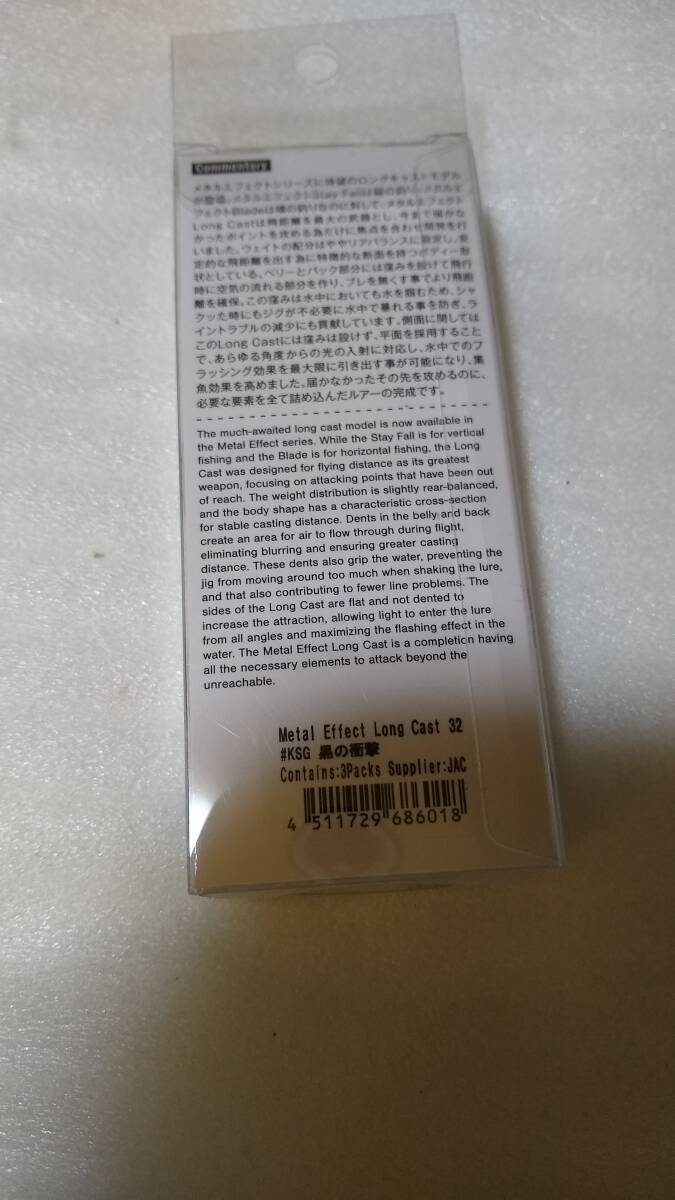 Commentary
メタルエフェクトシリーズに待望のロングキャストモデル
が登場。メタルエフェクトStay Fallは縦の釣り、メタルエ
フェクトBladeは横の釣りなのに対して、メタルエフェクト
Long Castは飛距離を最大の武器とし、今まで届かな
かったポイントを攻める為だけに焦点を合わせ開発を行
いました。ウェイトの配分はややリアバランスに設定し、安
定的な飛距離を出す為に特徴的な断面を持つボディー形
状としている。ベリーとバック部分には窪みを設けて飛行
時に空気の流れる部分を作り、ブレを無くす事でより飛距
離を確保。この窪みは水中においても水を掴むため、シャ
クッた時にもジグが不必要に水中で暴れる事を防ぎ、ラ
イントラブルの減少にも貢献しています。側面に関しては
このLong Castには窪みは設けず、平面を採用すること
で、あらゆる角度からの光の入射に対応し、水中でのフ
ラッシング効果を最大限に引き出す事が可能になり、集
魚効果を高めました。届かなかったその先を攻めるのに、
必要な要素を全て詰め込んだルアーの完成です。
The much-awaited long cast model is now available in
the Metal Effect series. While the Stay Fall is for vertical
fishing and the Blade is for horizontal fishing, the Long
Cast was designed for flying distance as its greatest
weapon, focusing on attacking points that have been out
of reach. The weight distribution is slightly rear-balanced,
and the body shape has a characteristic cross-section
for stable casting distance. Dents in the belly and back
create an area for air to flow through during flight,
eliminating blurring and ensuring greater casting
distance. These dents also grip the water, preventing the
jig from moving around too much when shaking the lure,
and that also contributing to fewer line problems. The
sides of the Long Cast are flat and not dented to
increase the attraction, allowing light to enter the lure
from all angles and maximizing the flashing effect in the
water. The Metal Effect Long Cast is a completion having
all the necessary elements to attack beyond the
unreachable.
Metal Effect Long Cast 32
#KSG 黒の衝撃
Contains:3Packs Supplier:JAC
4 511729 686018